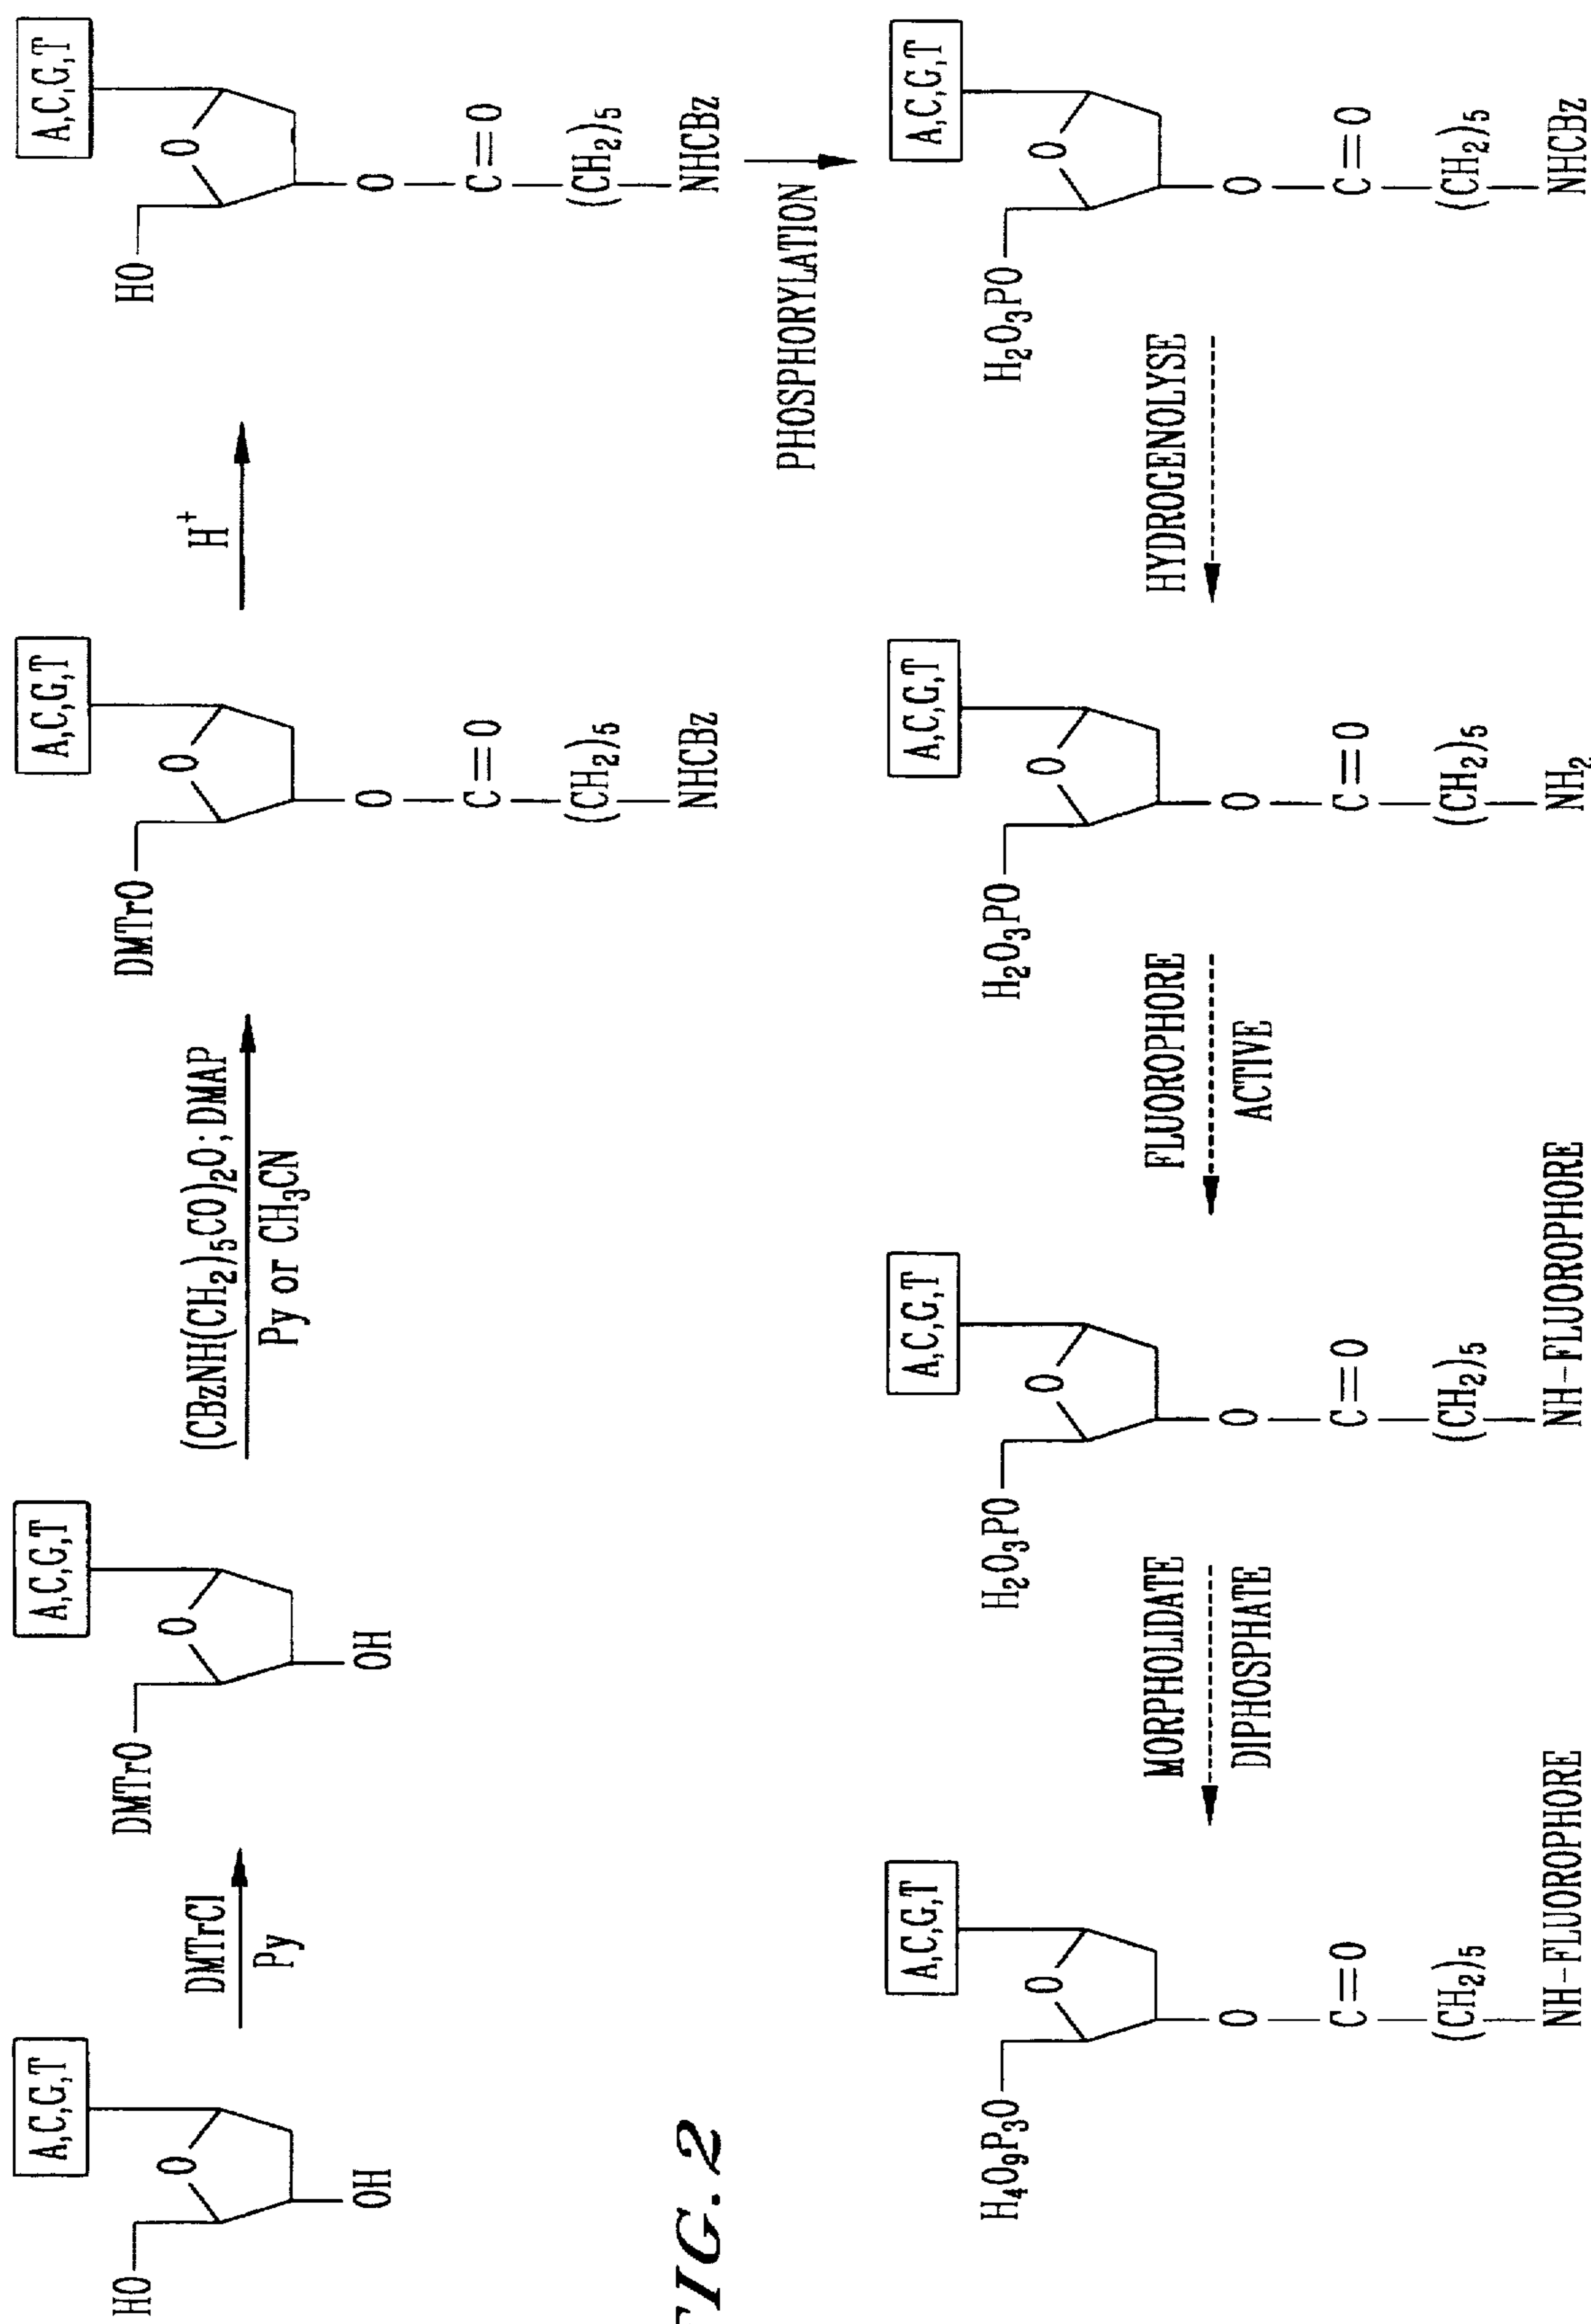 A,C,G,T
HO
O
OH
DMTrCl
Py
A,C,G,T
DMTrO
O
OH
(CBzNH(CH₂)₅CO)₂O;DMAP
Py or CH₃CN
A,C,G,T
DMTrO
O
O
C=O
(CH₂)₅
NHCBz
H⁺
A,C,G,T
HO
O
O
C=O
(CH₂)₅
NHCBz
PHOSPHORYLATION
FIG. 2
A,C,G,T
H₂O₃PO
O
O
C=O
(CH₂)₅
NHCBz
HYDROGENOLYSE
A,C,G,T
H₂O₃PO
O
O
C=O
(CH₂)₅
NH₂
FLUOROPHORE
ACTIVE
A,C,G,T
H₂O₃PO
O
O
C=O
(CH₂)₅
NH-FLUOROPHORE
MORPHOLIDATE
DIPHOSPHATE
A,C,G,T
H₄O₉P₃O
O
O
C=O
(CH₂)₅
NH-FLUOROPHORE